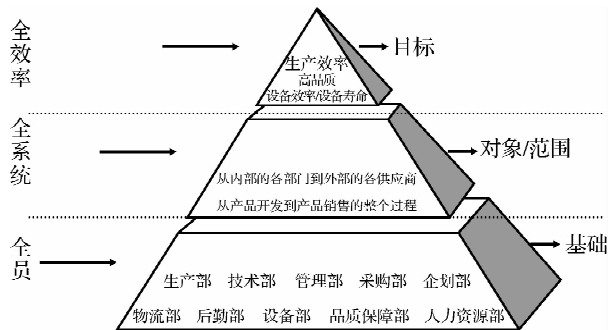 全效率
目标
生产效率
高品质
设备效率/设备寿命
全系统
对象/范围
从内部的各部门到外部的各供应商
从产品开发到产品销售的整个过程
全员
基础
生产部 技术部 管理部 采购部 企划部
物流部 后勤部 设备部 品质保障部 人力资源部